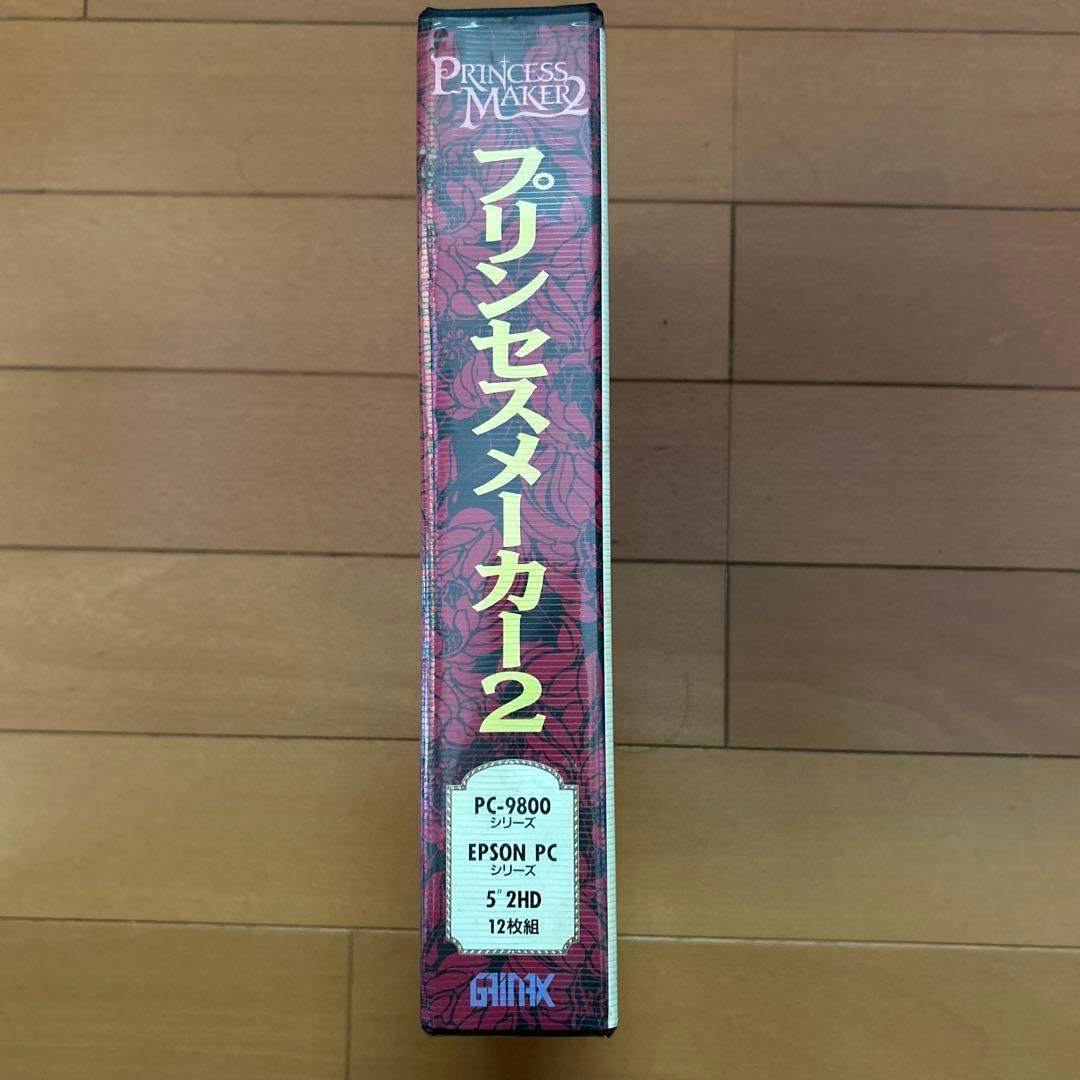 PRINCESS
MAKER2
プリンセスメーカー2
PC-9800
シリーズ
EPSON PC
シリーズ
5″2HD
12枚組
GAINAX